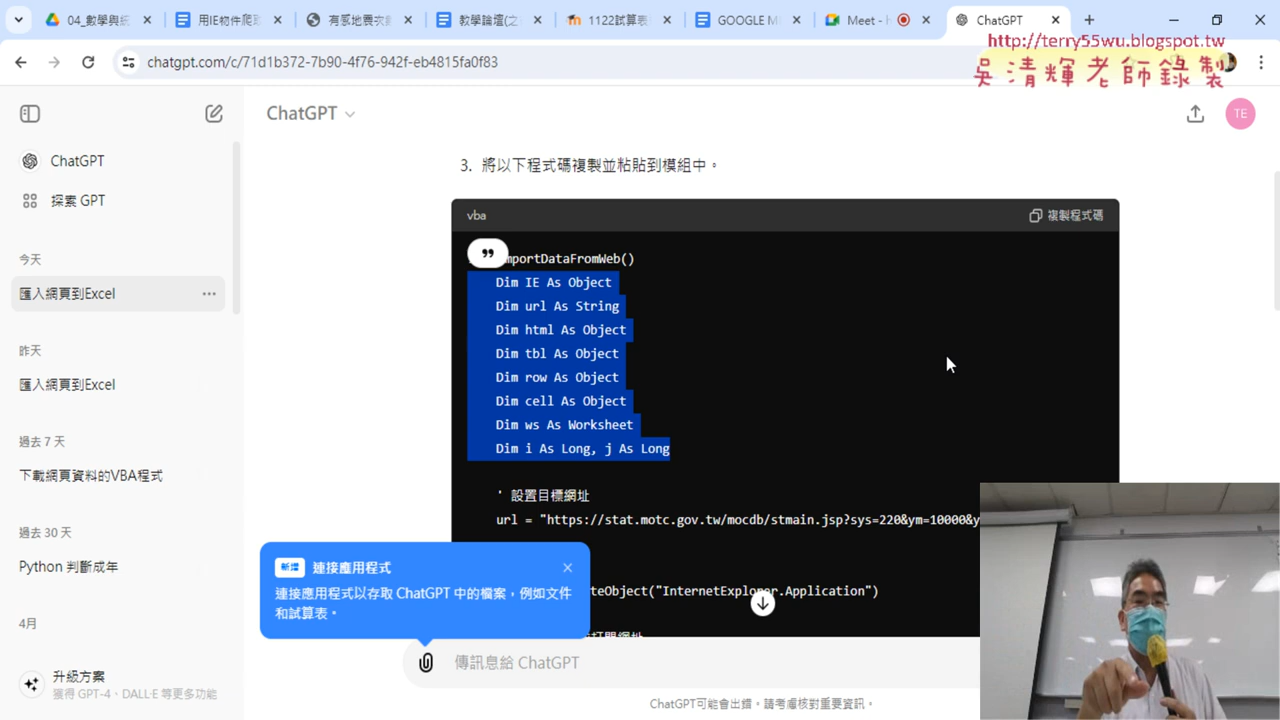 04_數學與統
用IE物件爬取
有感地震次數
教學論壇(之
1122試算表
GOOGLE M
Meet -
ChatGPT
http://terry55wu.blogspot.tw
吳清輝老師錄製
chatgpt.com/c/71d1b372-7b90-4f76-942f-eb4815fa0f83
ChatGPT
TE
ChatGPT
探索 GPT
今天
匯入網頁到Excel
昨天
匯入網頁到Excel
過去 7 天
下載網頁資料的VBA程式
過去 30 天
Python 判斷成年
4月
升級方案
獲得 GPT-4、DALL·E 等更多功能
3. 將以下程式碼複製並粘貼到模組中。
vba
複製程式碼
mportDataFromWeb()
Dim IE As Object
Dim url As String
Dim html As Object
Dim tbl As Object
Dim row As Object
Dim cell As Object
Dim ws As Worksheet
Dim i As Long, j As Long
' 設置目標網址
url = "https://stat.motc.gov.tw/mocdb/stmain.jsp?sys=220&ym=10000&y
teObject("InternetExplorer.Application")
打開網址
新增 連接應用程式
連接應用程式以存取 ChatGPT 中的檔案，例如文件
和試算表。
傳訊息給 ChatGPT
ChatGPT可能會出錯。請考慮核對重要資訊。